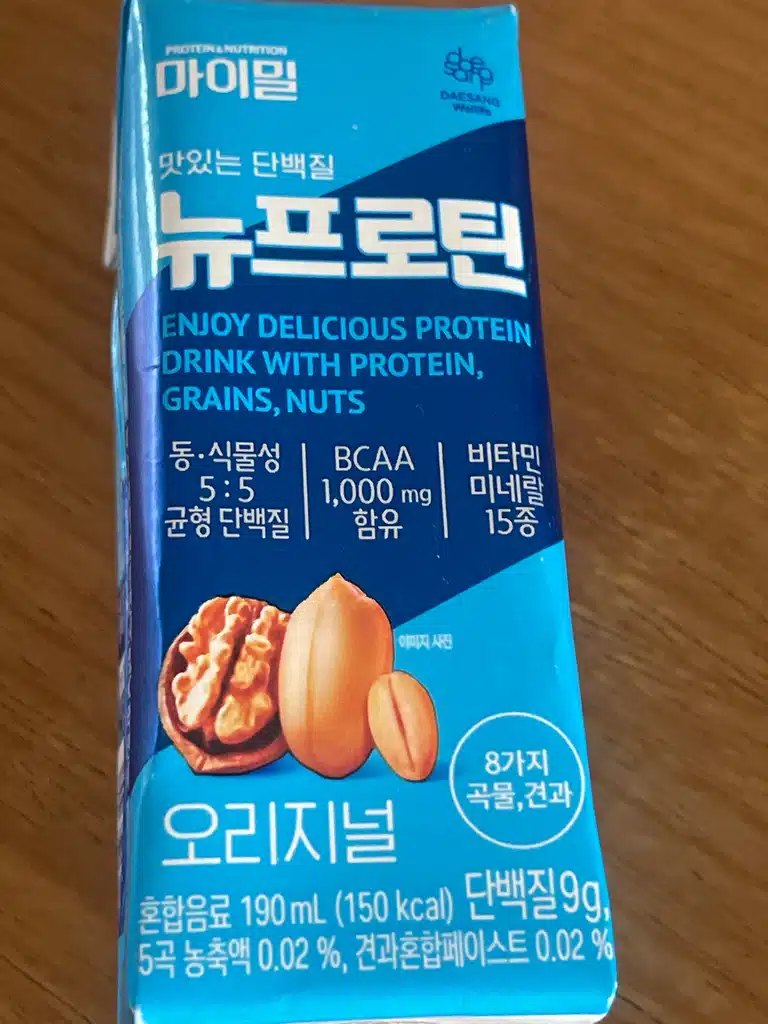 PROTEIN & NUTRITION
마이밀
daesang
DAESANG
Wellife
맛있는 단백질
뉴프로틴
ENJOY DELICIOUS PROTEIN
DRINK WITH PROTEIN,
GRAINS, NUTS
동·식물성
5:5
균형 단백질
BCAA
1,000 mg
함유
비타민
미네랄
15종
이미지 사진
8가지
곡물,견과
오리지널
혼합음료 190 mL (150 kcal) 단백질 9g,
5곡 농축액 0.02 %, 견과혼합페이스트 0.02 %